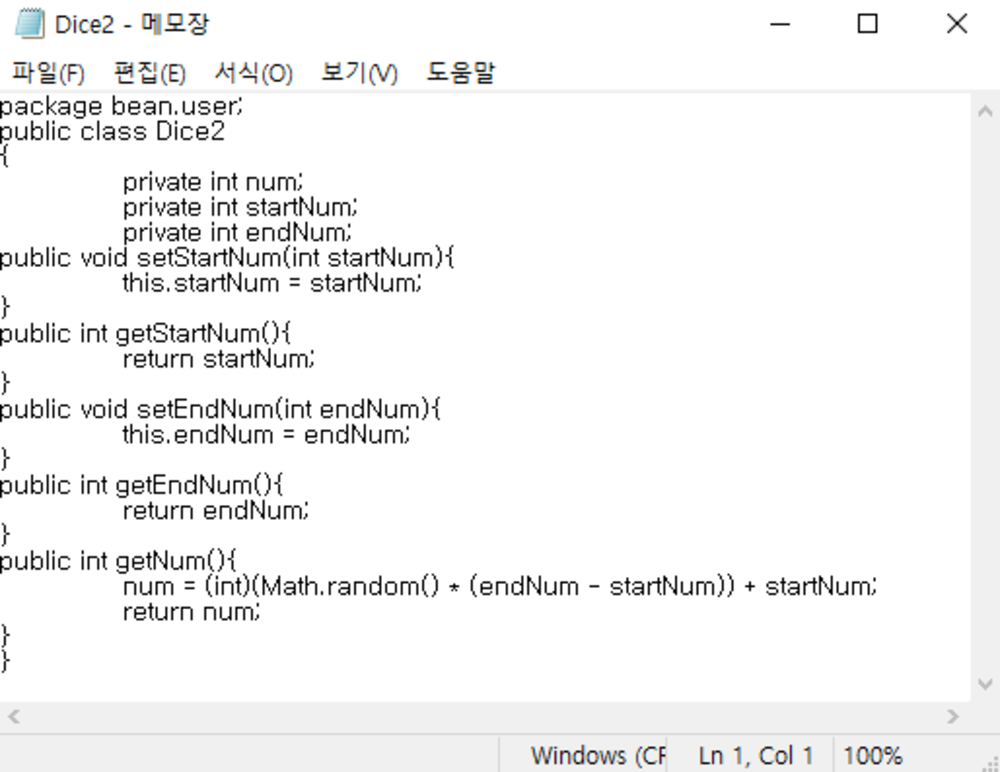 Dice2 - 메모장
파일(F) 편집(E) 서식(O) 보기(V) 도움말
package bean.user;
public class Dice2
{
private int num;
private int startNum;
private int endNum;
public void setStartNum(int startNum){
this.startNum = startNum;
}
public int getStartNum(){
return startNum;
}
public void setEndNum(int endNum){
this.endNum = endNum;
}
public int getEndNum(){
return endNum;
}
public int getNum(){
num = (int)(Math.random() * (endNum - startNum)) + startNum;
return num;
}
}
Windows (CF Ln 1, Col 1 100%